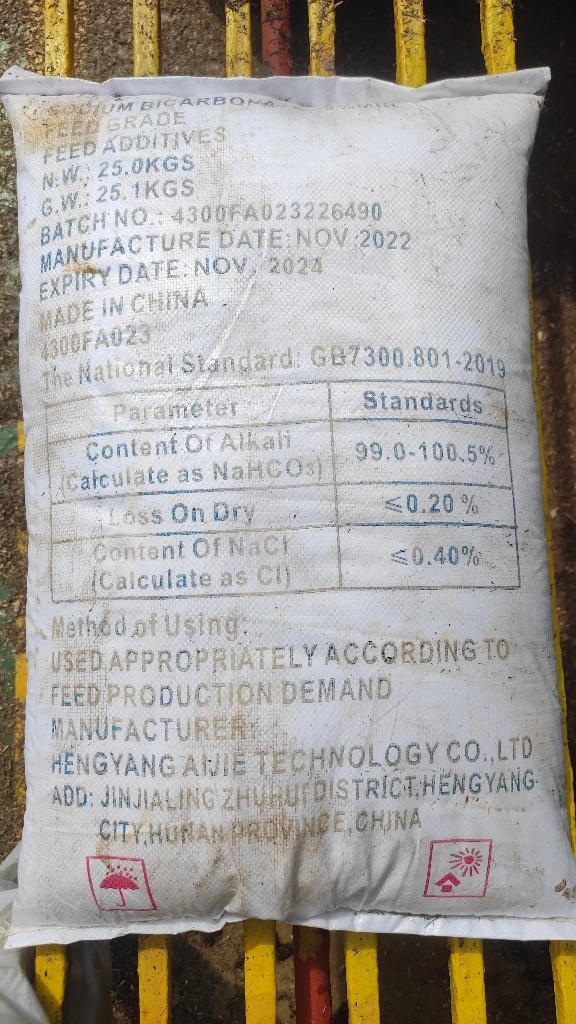 SODIUM BICARBONA
FEED GRADE
FEED ADDITIVES
N.W.: 25.0KGS
G.W.: 25.1KGS
BATCH NO.: 4300FA023226490
MANUFACTURE DATE: NOV.2022
EXPIRY DATE: NOV. 2024
MADE IN CHINA
4300FA023
The National Standard: GB7300.801-2019
Parameter Standards
Content Of Alkali
(Calculate as NaHCO₃) 99.0-100.5%
Loss On Dry ≤0.20 %
Content Of NaCl
(Calculate as Cl) ≤0.40%
Method of Using:
USED APPROPRIATELY ACCORDING TO
FEED PRODUCTION DEMAND
MANUFACTURER:
HENGYANG AIJIE TECHNOLOGY CO.,LTD
ADD: JINJIALING ZHUHUI DISTRICT,HENGYANG
CITY,HUNAN PROVINCE,CHINA